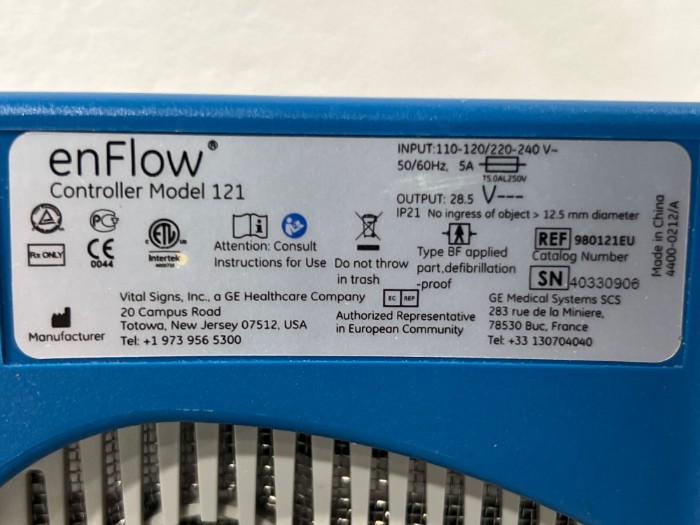 enFlow®
Controller Model 121
INPUT:110-120/220-240 V~
50/60Hz, 5A
T5.0AL250V
OUTPUT: 28.5 V---
IP21 No ingress of object > 12.5 mm diameter
Rx ONLY
CE
0044
ETL
Intertek
Attention: Consult
Instructions for Use
Do not throw
in trash
Type BF applied
part,defibrillation
-proof
REF 980121EU
Catalog Number
SN 40330906
Made in China
4400-0212/A
Manufacturer
Vital Signs, Inc., a GE Healthcare Company
20 Campus Road
Totowa, New Jersey 07512, USA
Tel: +1 973 956 5300
EC REP
Authorized Representative
in European Community
GE Medical Systems SCS
283 rue de la Miniere,
78530 Buc, France
Tel: +33 130704040